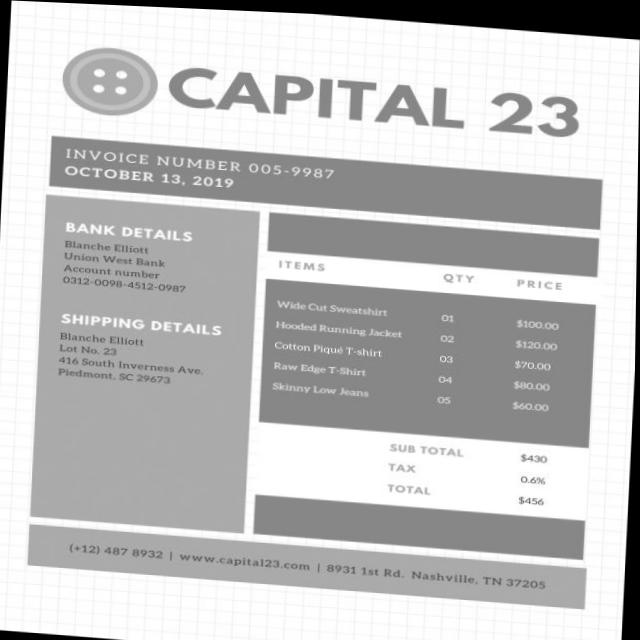 CAPITAL 23
INVOICE NUMBER 005-9987
OCTOBER 13, 2019
BANK DETAILS
Blanche Elliott
Union West Bank
Account number
0312-0098-4512-0987
SHIPPING DETAILS
Blanche Elliott
Lot No. 23
416 South Inverness Ave.
Piedmont. SC 29673
ITEMS QTY PRICE
Wide Cut Sweatshirt 01 $100.00
Hooded Running Jacket 02 $120.00
Cotton Piqué T-shirt 03 $70.00
Raw Edge T-Shirt 04 $80.00
Skinny Low Jeans 05 $60.00
SUB TOTAL $430
TAX 0.6%
TOTAL $456
(+12) 487 8932 | www.capital23.com | 8931 1st Rd. Nashville, TN 37205